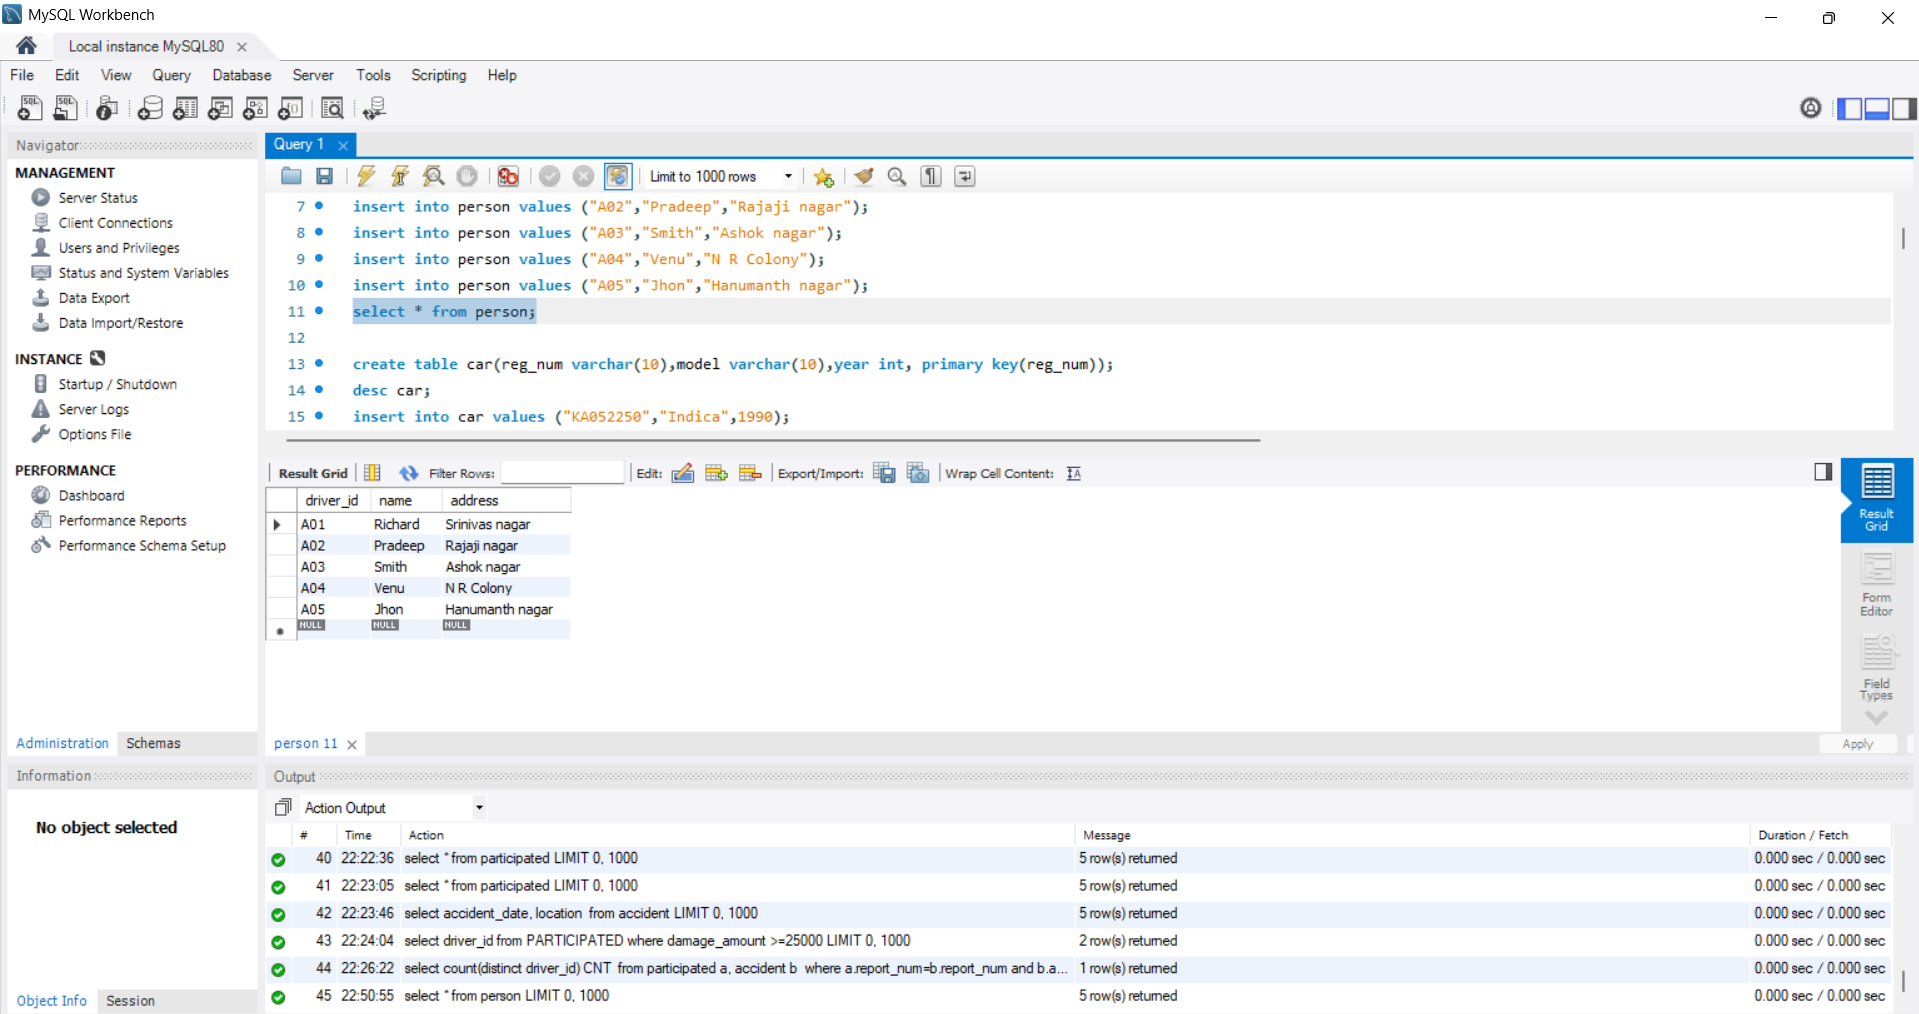 MySQL Workbench
Local instance MySQL80
File Edit View Query Database Server Tools Scripting Help
Navigator
MANAGEMENT
Server Status
Client Connections
Users and Privileges
Status and System Variables
Data Export
Data Import/Restore
INSTANCE
Startup / Shutdown
Server Logs
Options File
PERFORMANCE
Dashboard
Performance Reports
Performance Schema Setup
Administration Schemas
Information
No object selected
Object Info Session
Query 1
Limit to 1000 rows
7 insert into person values ("A02","Pradeep","Rajaji nagar");
8 insert into person values ("A03","Smith","Ashok nagar");
9 insert into person values ("A04","Venu","N R Colony");
10 insert into person values ("A05","Jhon","Hanumanth nagar");
11 select * from person;
12
13 create table car(reg_num varchar(10),model varchar(10),year int, primary key(reg_num));
14 desc car;
15 insert into car values ("KA052250","Indica",1990);
Result Grid Filter Rows: Edit: Export/Import: Wrap Cell Content:
driver_id name address
A01 Richard Srinivas nagar
A02 Pradeep Rajaji nagar
A03 Smith Ashok nagar
A04 Venu N R Colony
A05 Jhon Hanumanth nagar
NULL NULL NULL
Result
Grid
Form
Editor
Field
Types
person 11
Apply
Output
Action Output
# Time Action Message Duration / Fetch
40 22:22:36 select * from participated LIMIT 0, 1000 5 row(s) returned 0.000 sec / 0.000 sec
41 22:23:05 select * from participated LIMIT 0, 1000 5 row(s) returned 0.000 sec / 0.000 sec
42 22:23:46 select accident_date, location from accident LIMIT 0, 1000 5 row(s) returned 0.000 sec / 0.000 sec
43 22:24:04 select driver_id from PARTICIPATED where damage_amount >=25000 LIMIT 0, 1000 2 row(s) returned 0.000 sec / 0.000 sec
44 22:26:22 select count(distinct driver_id) CNT from participated a, accident b where a.report_num=b.report_num and b.a... 1 row(s) returned 0.000 sec / 0.000 sec
45 22:50:55 select * from person LIMIT 0, 1000 5 row(s) returned 0.000 sec / 0.000 sec